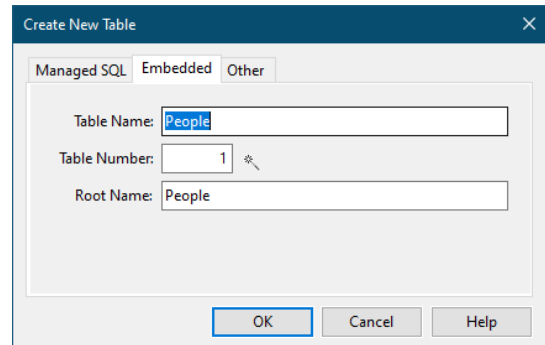 Create New Table
Managed SQL Embedded Other
Table Name: People
Table Number: 1
Root Name: People
OK Cancel Help